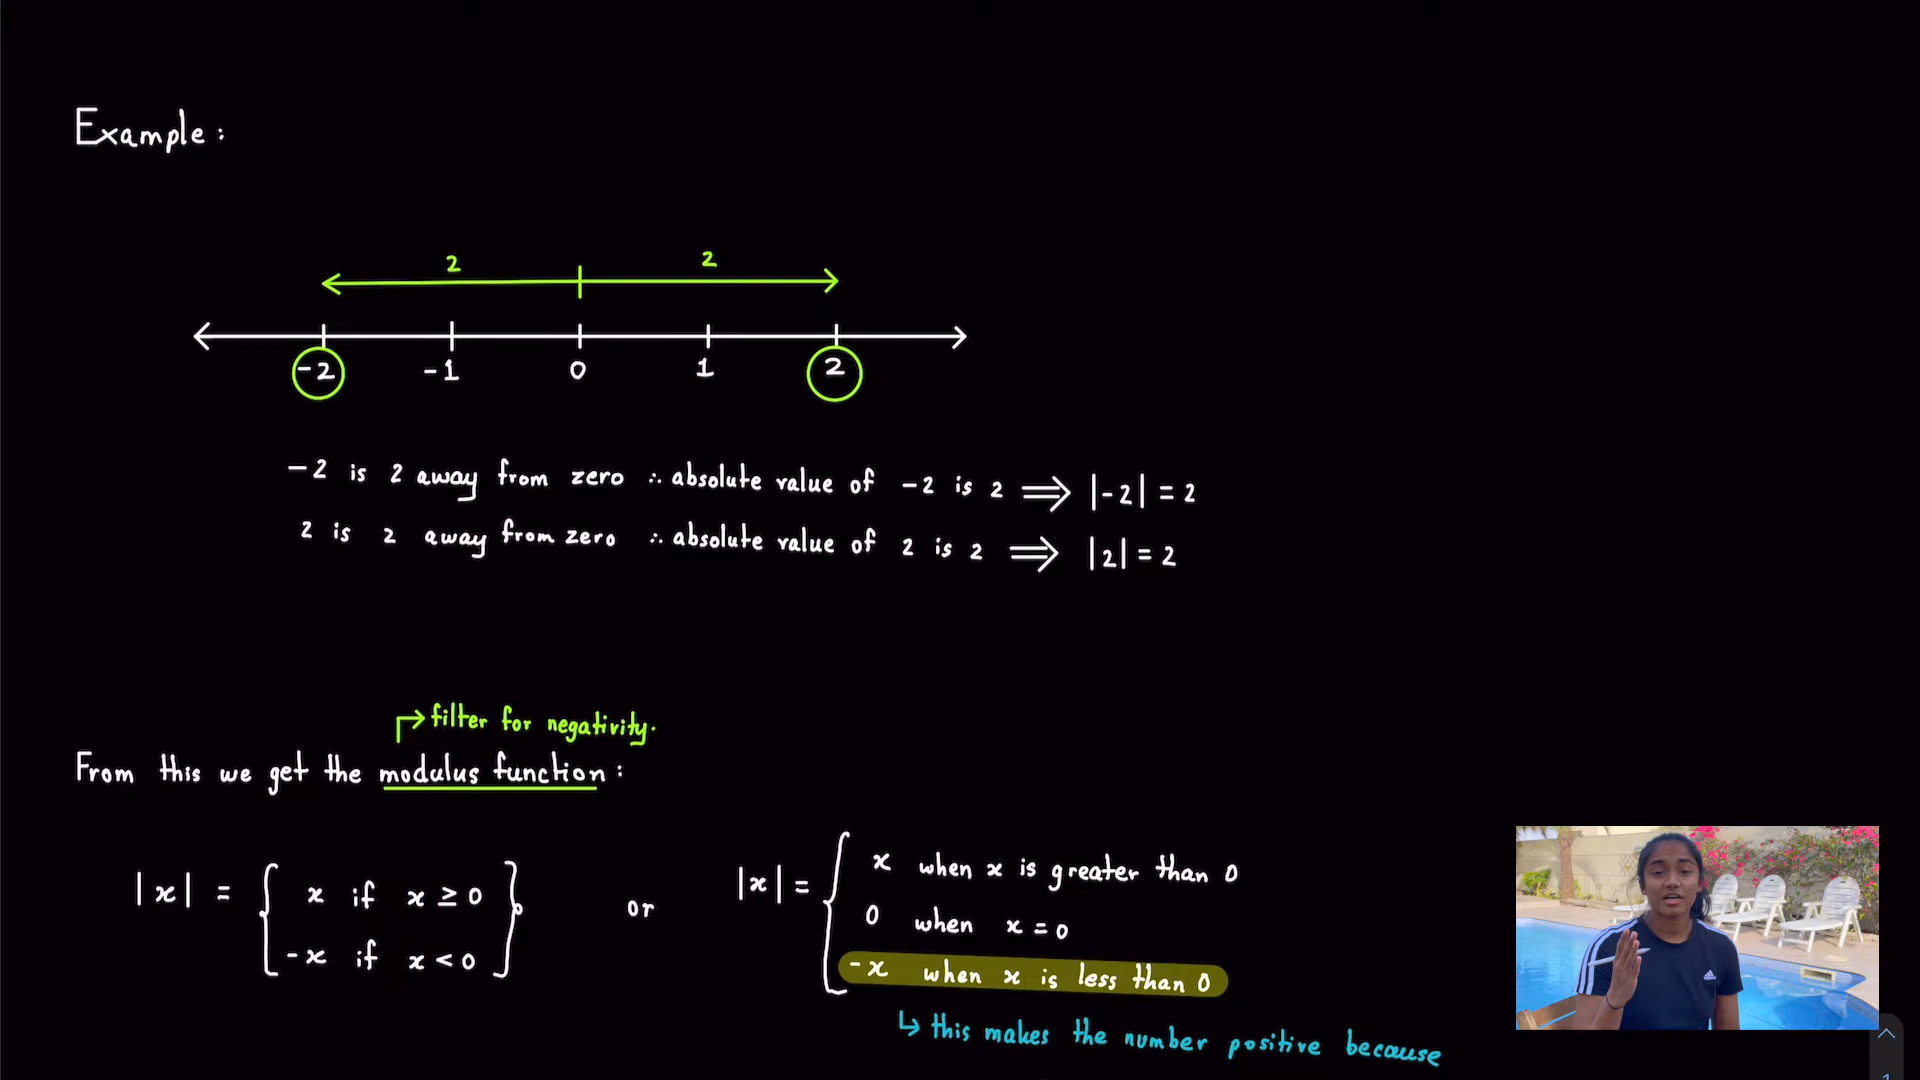 Example:
2 2
-2 -1 0 1 2
-2 is 2 away from zero ∴ absolute value of -2 is 2 ⟹ |-2| = 2
2 is 2 away from zero ∴ absolute value of 2 is 2 ⟹ |2| = 2
↱ filter for negativity.
From this we get the modulus function:
|x| = { x if x ≥ 0
-x if x < 0 }
or
|x| = { x when x is greater than 0
0 when x = 0
-x when x is less than 0
↳ this makes the number positive because